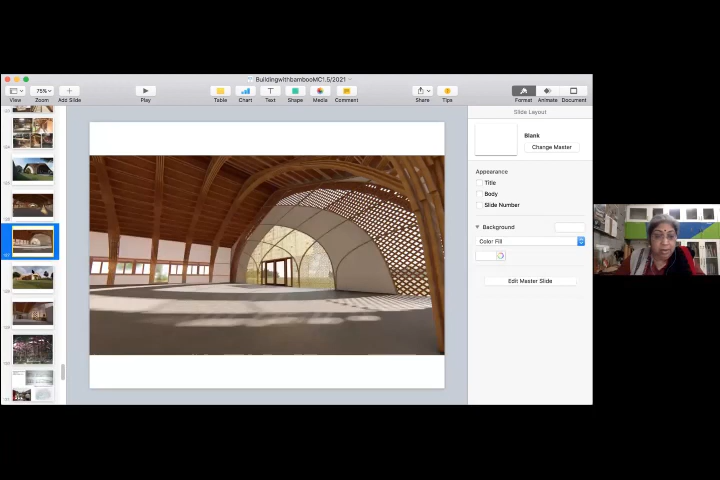 BuildingwithbambooMC1.5/2021
75%
View
Zoom
Add Slide
Play
Table
Chart
Text
Shape
Media
Comment
Share
Tips
Format
Animate
Document
Slide Layout
Blank
Change Master
Appearance
Title
Body
Slide Number
Background
Color Fill
Edit Master Slide